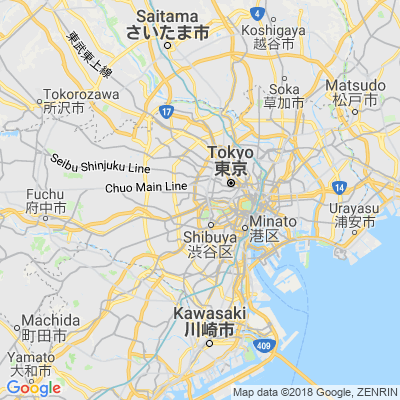 Saitama
さいたま市
Koshigaya
越谷市
4
東武東上線
Tokorozawa
所沢市
17
Soka
草加市
Matsudo
松戸市
Seibu Shinjuku Line
Tokyo
東京
Chuo Main Line
14
Fuchu
府中市
Urayasu
浦安市
Minato
港区
Shibuya
渋谷区
Kawasaki
川崎市
Machida
町田市
409
Yamato
大和市
Google
Map data ©2018 Google, ZENRIN